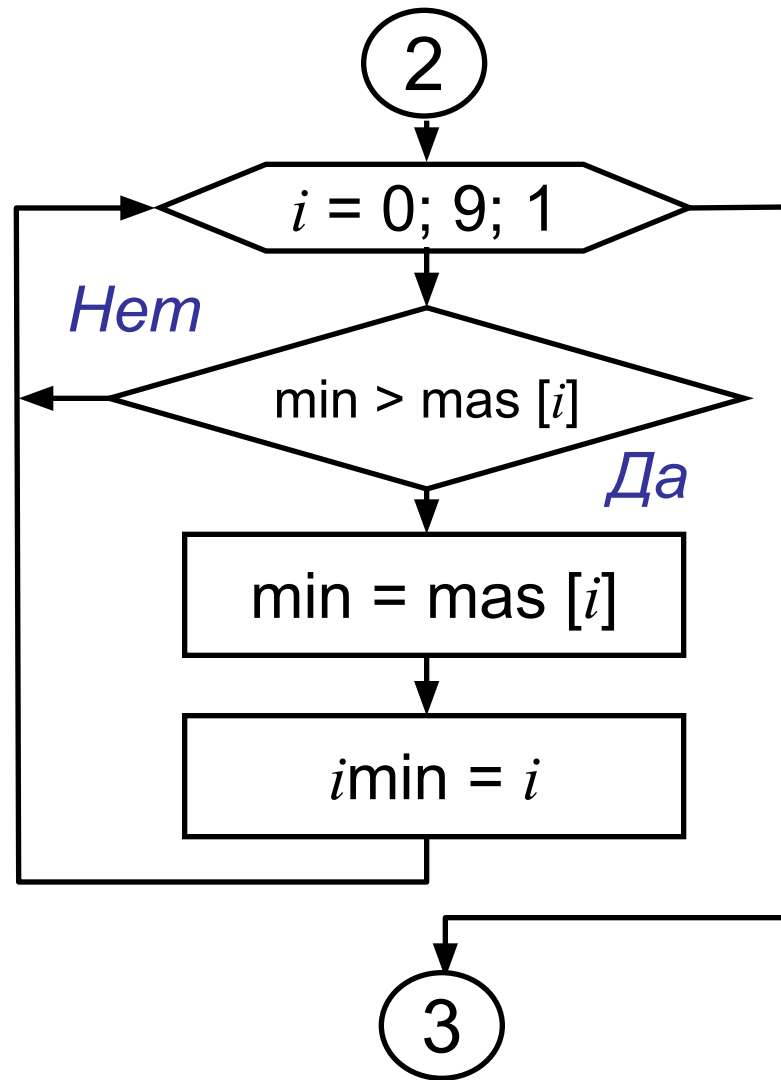 2
i = 0; 9; 1
Нет
min > mas [i]
Да
min = mas [i]
imin = i
3